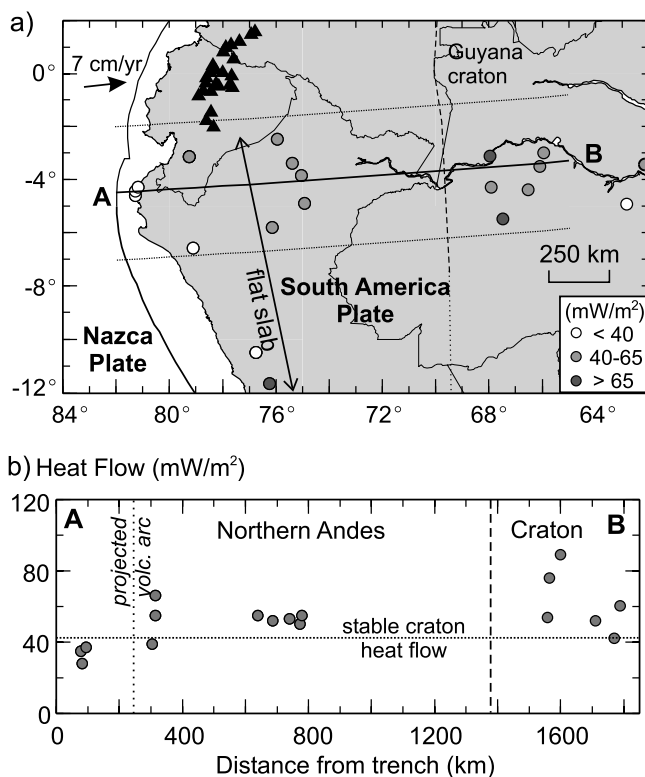 a)
7 cm/yr
Guyana
craton
0°
-4°
-8°
-12°
A
B
250 km
flat slab
South America
Plate
Nazca
Plate
(mW/m²)
< 40
40-65
> 65
84°
80°
76°
72°
68°
64°
b) Heat Flow (mW/m²)
120
80
40
0
A
projected
volc. arc
Northern Andes
Craton
B
stable craton
heat flow
0
400
800
1200
1600
Distance from trench (km)